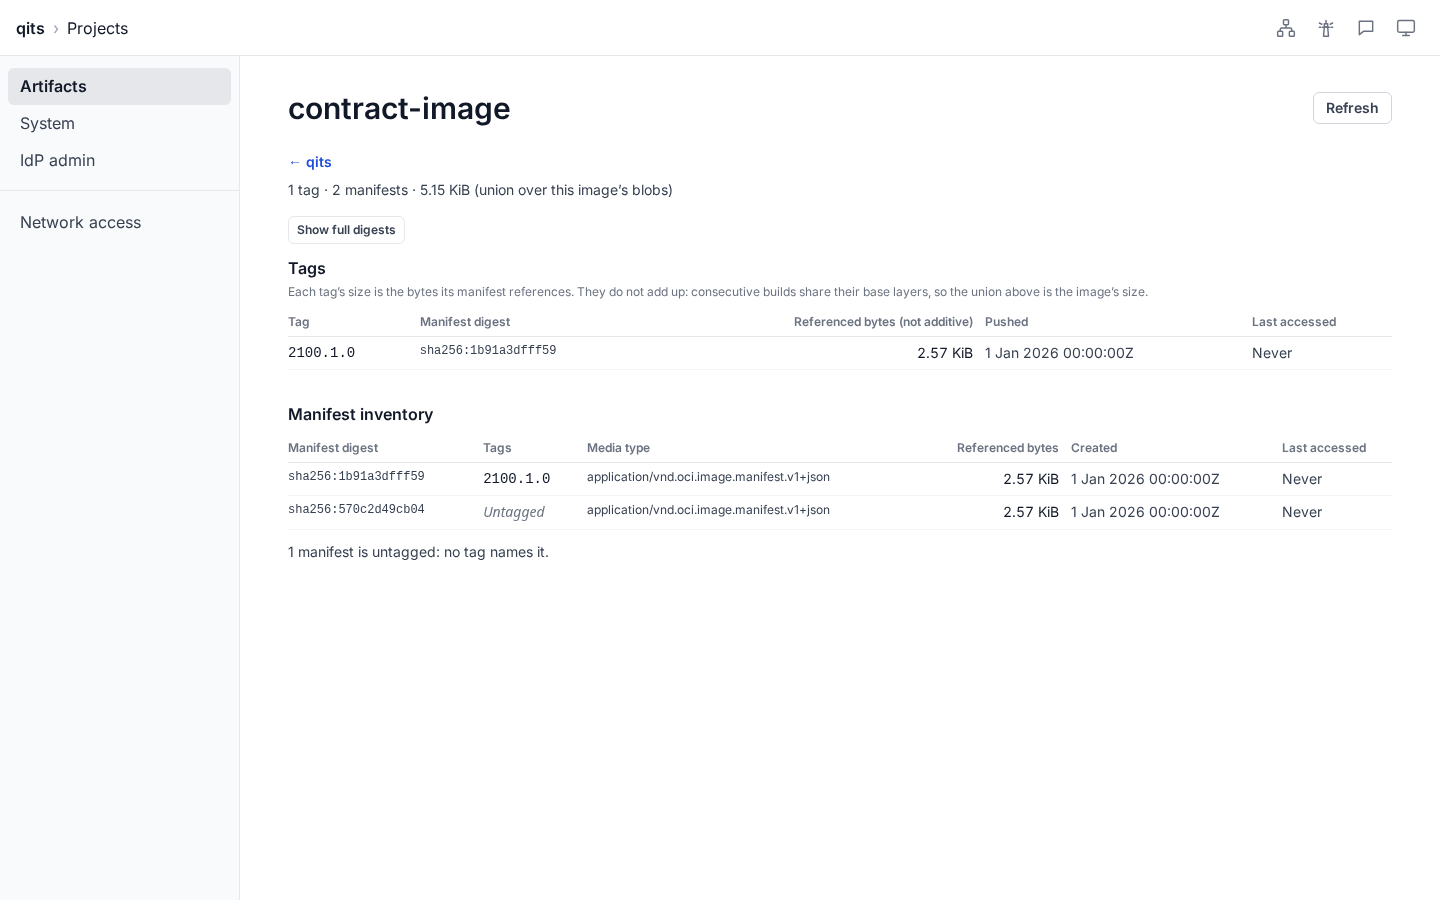 qits › Projects
Artifacts
System
IdP admin
Network access
contract-image
Refresh
← qits
1 tag · 2 manifests · 5.15 KiB (union over this image’s blobs)
Show full digests
Tags
Each tag’s size is the bytes its manifest references. They do not add up: consecutive builds share their base layers, so the union above is the image’s size.
Tag Manifest digest Referenced bytes (not additive) Pushed Last accessed
2100.1.0 sha256:1b91a3dfff59 2.57 KiB 1 Jan 2026 00:00:00Z Never
Manifest inventory
Manifest digest Tags Media type Referenced bytes Created Last accessed
sha256:1b91a3dfff59 2100.1.0 application/vnd.oci.image.manifest.v1+json 2.57 KiB 1 Jan 2026 00:00:00Z Never
sha256:570c2d49cb04 Untagged application/vnd.oci.image.manifest.v1+json 2.57 KiB 1 Jan 2026 00:00:00Z Never
1 manifest is untagged: no tag names it.